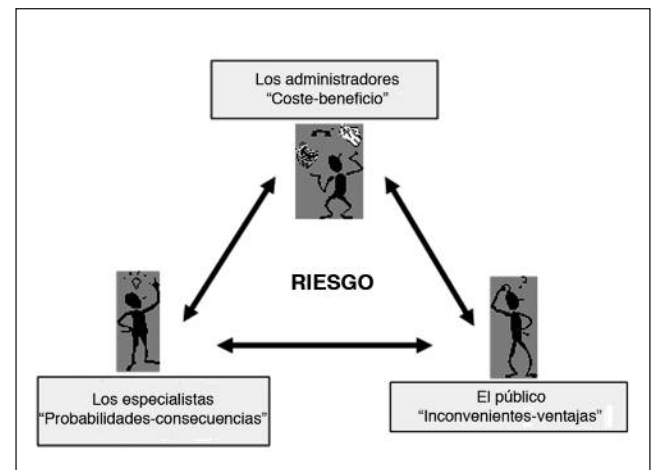 Los administradores
“Coste-beneficio”
RIESGO
Los especialistas
“Probabilidades-consecuencias”
El público
“Inconvenientes-ventajas”